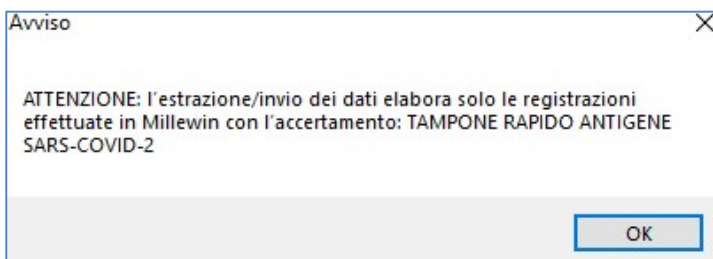 Avviso
ATTENZIONE: l'estrazione/invio dei dati elabora solo le registrazioni
effettuate in Millewin con l'accertamento: TAMPONE RAPIDO ANTIGENE
SARS-COVID-2
OK